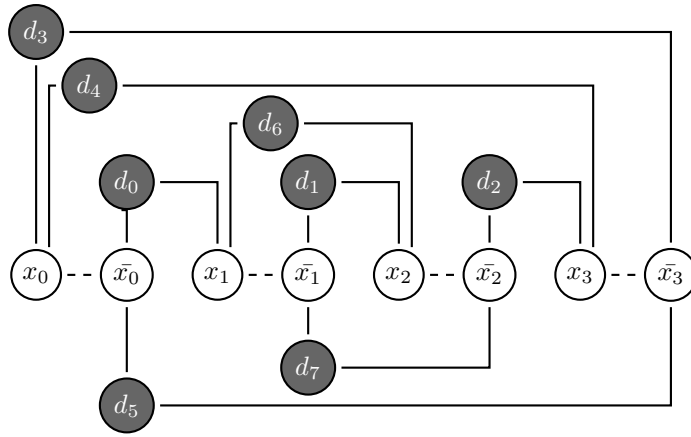 d₃
d₄
d₆
d₀ d₁ d₂
x₀ x̄₀ x₁ x̄₁ x₂ x̄₂ x₃ x̄₃
d₇
d₅